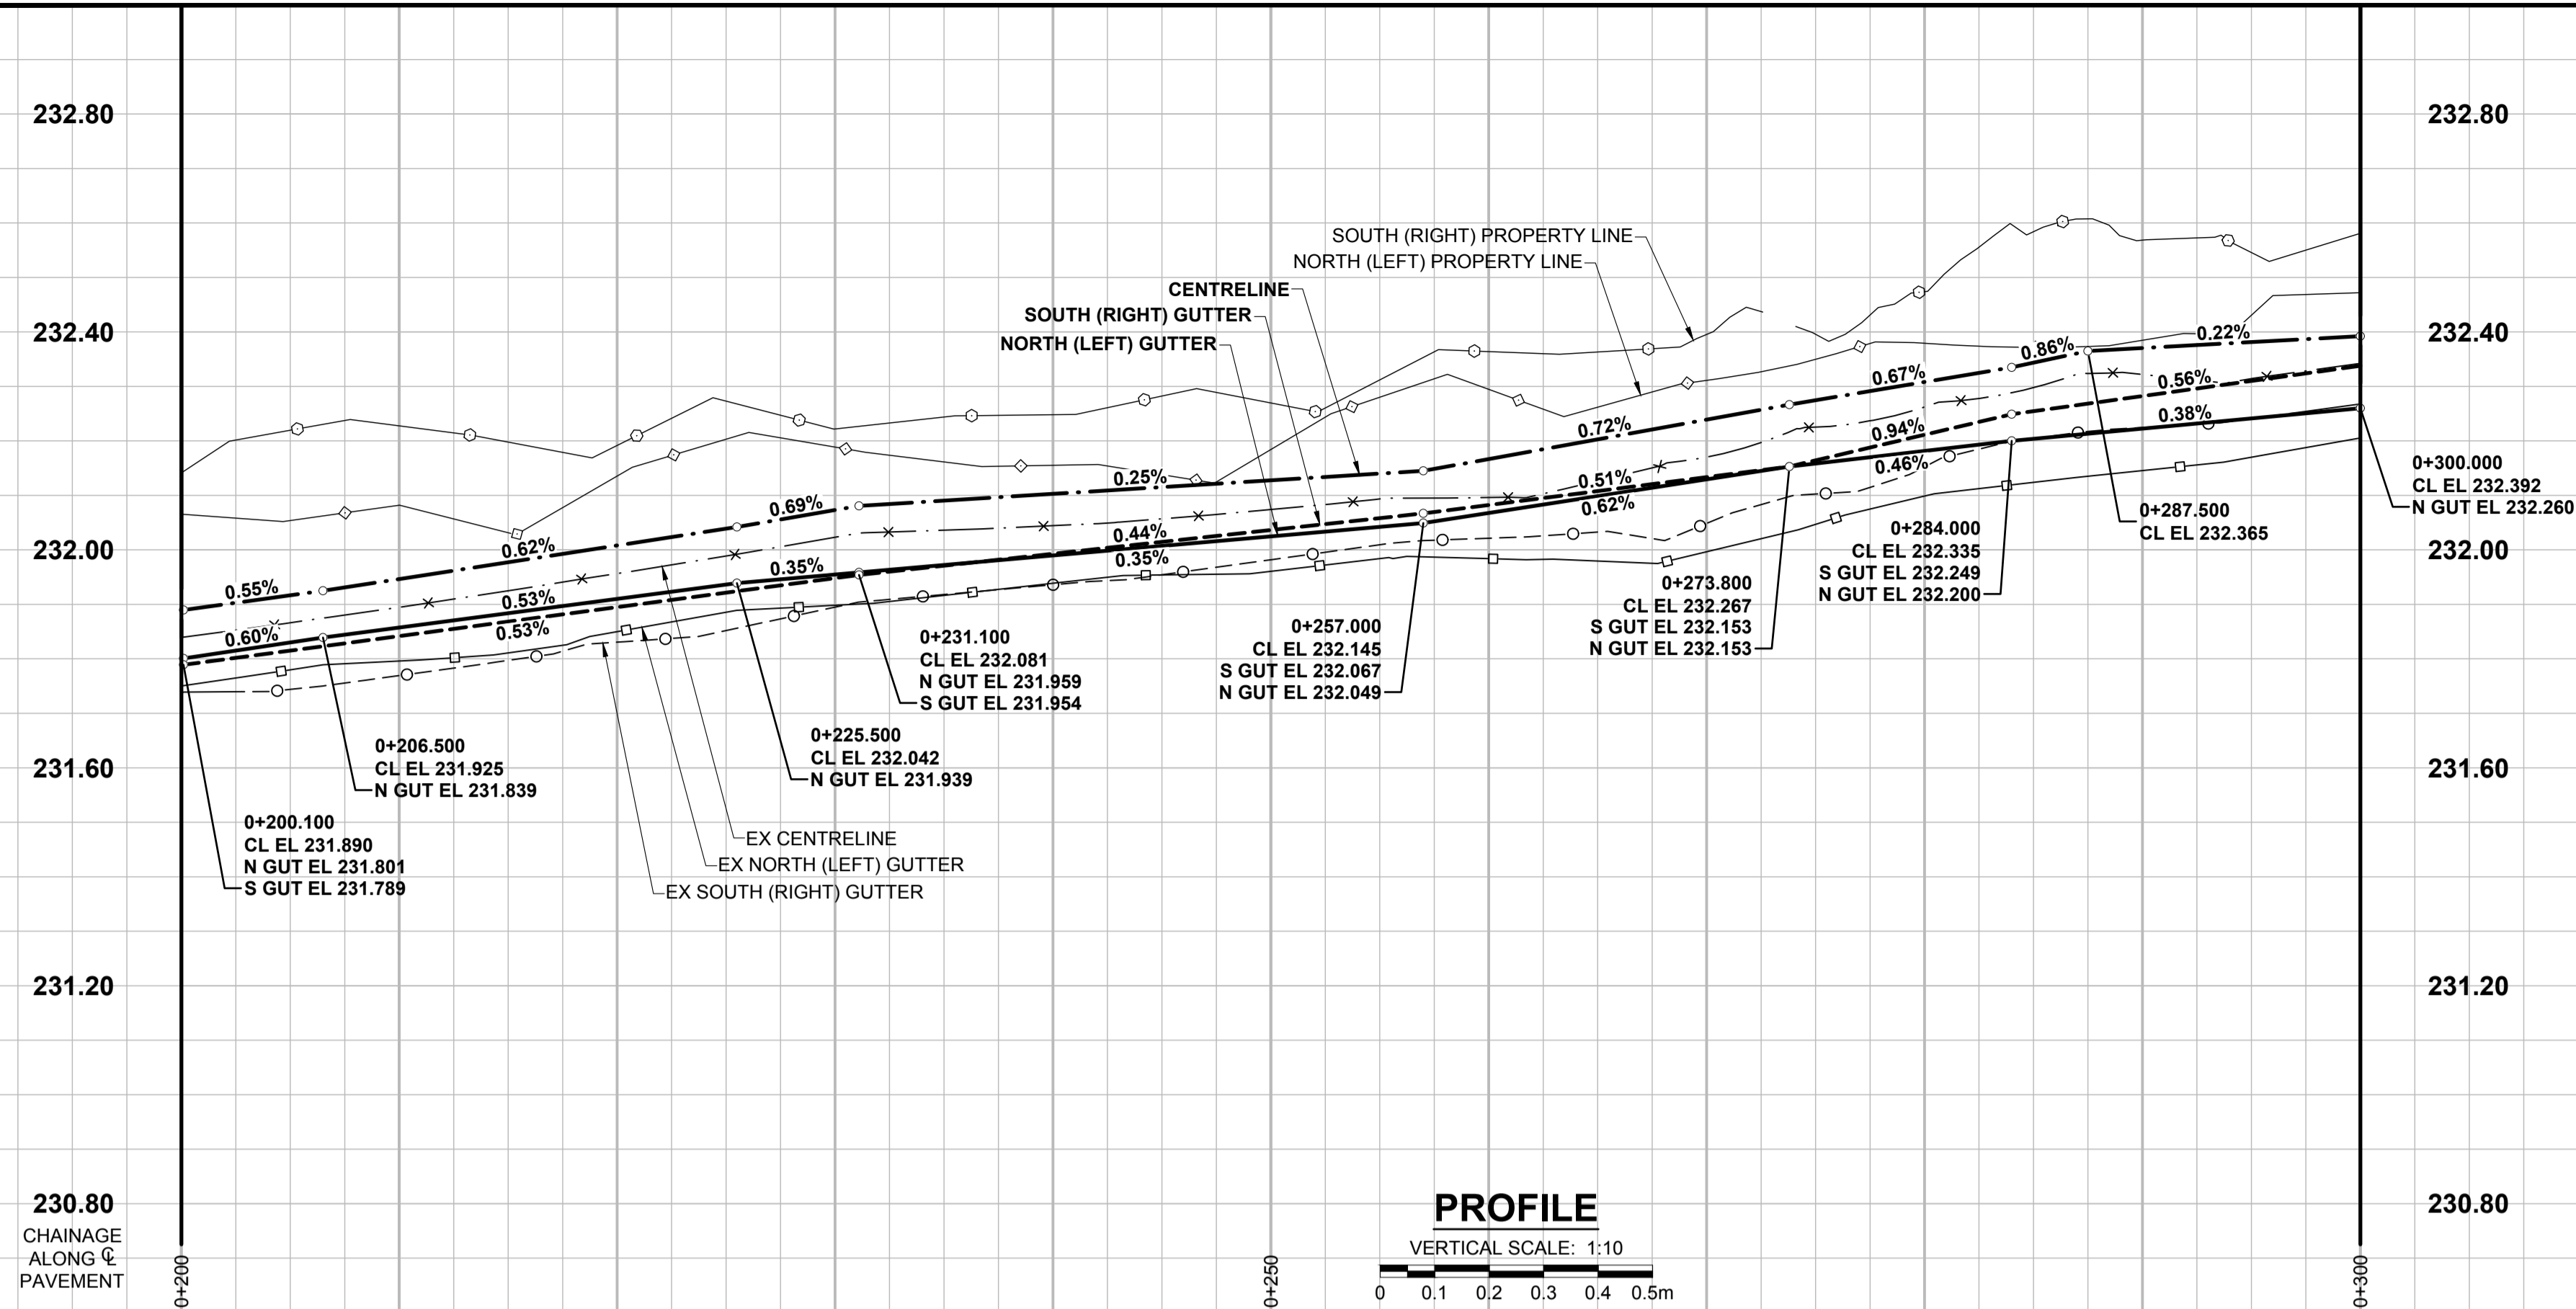 232.80
232.80
SOUTH (RIGHT) PROPERTY LINE
NORTH (LEFT) PROPERTY LINE
CENTRELINE
SOUTH (RIGHT) GUTTER
NORTH (LEFT) GUTTER
232.40
232.40
0.55%
0.62%
0.69%
0.25%
0.72%
0.67%
0.86%
0.22%
0.60%
0.53%
0.53%
0.35%
0.44%
0.35%
0.51%
0.62%
0.94%
0.46%
0.56%
0.38%
232.00
232.00
0+300.000
CL EL 232.392
N GUT EL 232.260
0+287.500
CL EL 232.365
0+284.000
CL EL 232.335
S GUT EL 232.249
N GUT EL 232.200
0+273.800
CL EL 232.267
S GUT EL 232.153
N GUT EL 232.153
0+257.000
CL EL 232.145
S GUT EL 232.067
N GUT EL 232.049
0+231.100
CL EL 232.081
N GUT EL 231.959
S GUT EL 231.954
0+225.500
CL EL 232.042
N GUT EL 231.939
0+206.500
CL EL 231.925
N GUT EL 231.839
231.60
231.60
0+200.100
CL EL 231.890
N GUT EL 231.801
S GUT EL 231.789
EX CENTRELINE
EX NORTH (LEFT) GUTTER
EX SOUTH (RIGHT) GUTTER
231.20
231.20
230.80
230.80
CHAINAGE
ALONG ℄
PAVEMENT
0+200
0+250
0+300
PROFILE
VERTICAL SCALE: 1:10
0 0.1 0.2 0.3 0.4 0.5m